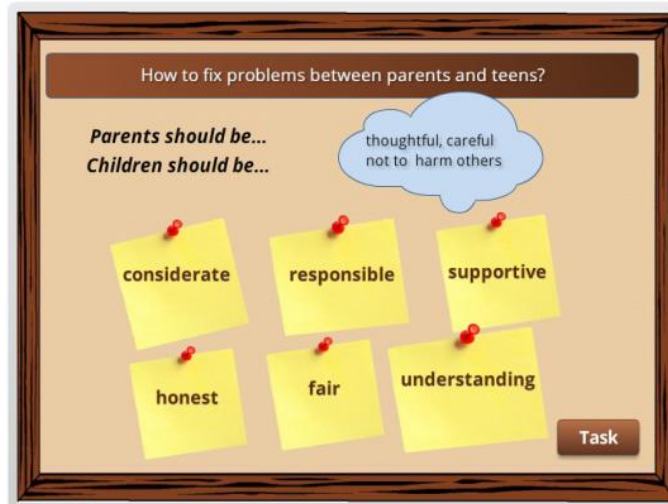 How to fix problems between parents and teens?
Parents should be...
Children should be...
thoughtful, careful
not to harm others
considerate
responsible
supportive
honest
fair
understanding
Task